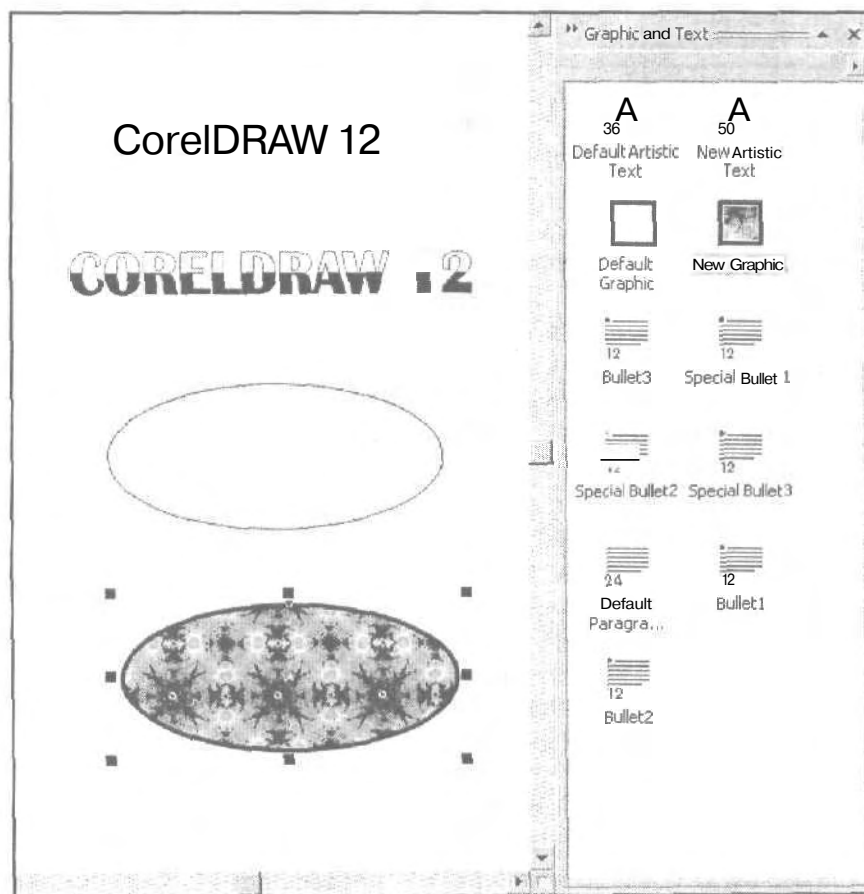 Graphic and Text
CorelDRAW 12
CORELDRAW 12
A A
36 50
Default Artistic New Artistic
Text Text
Default New Graphic
Graphic
12 12
Bullet3 Special Bullet 1
12
Special Bullet2 Special Bullet3
24 12
Default Bullet1
Paragra...
12
Bullet2